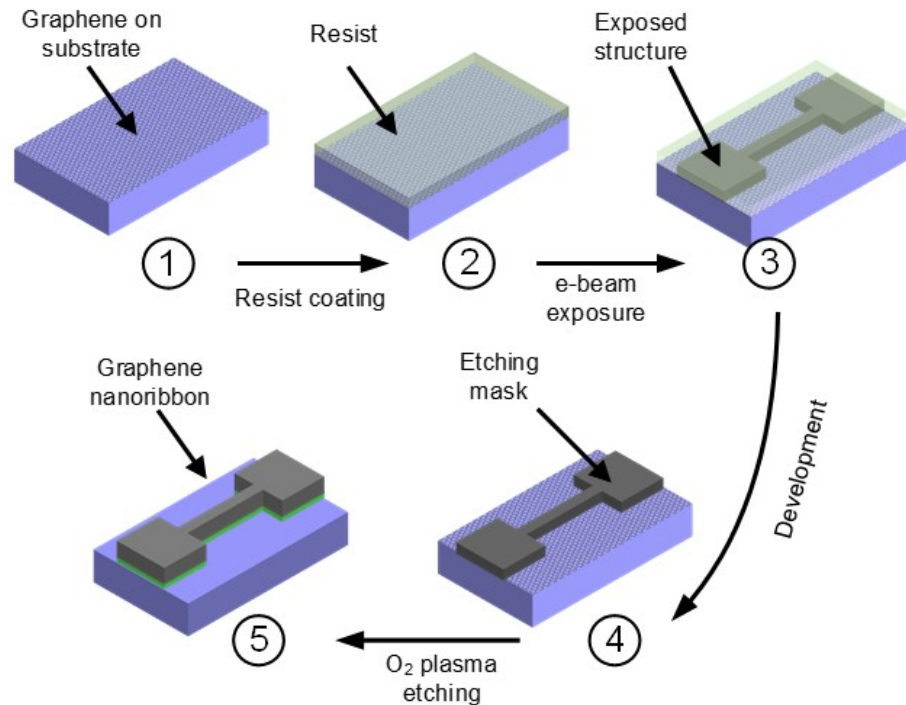 Graphene on
substrate
Resist
Exposed
structure
1
Resist coating
2
e-beam
exposure
3
Development
Graphene
nanoribbon
Etching
mask
5
O₂ plasma
etching
4